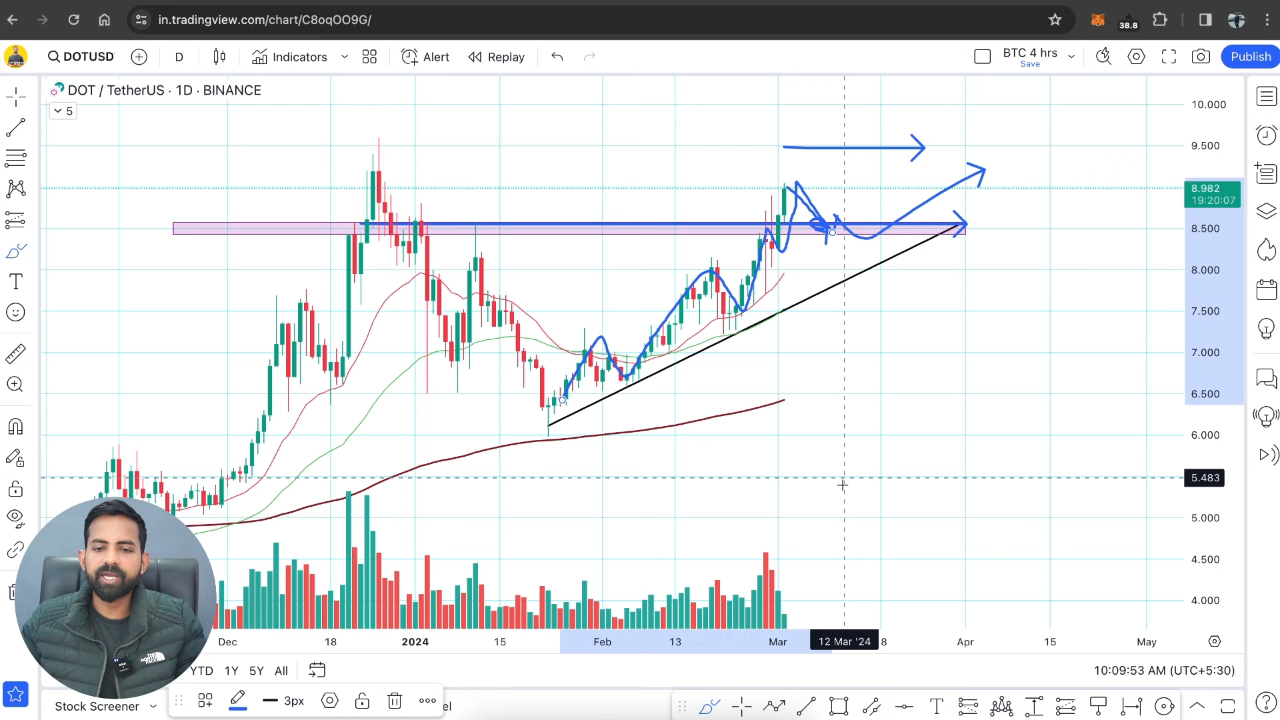 in.tradingview.com/chart/C8oqOO9G/
38.8
DOTUSD
D
Indicators
Alert
Replay
BTC 4 hrs
Save
Publish
DOT / TetherUS · 1D · BINANCE
5
10.000
9.500
8.982
19:20:07
8.500
8.000
7.500
7.000
6.500
6.000
5.483
5.000
4.500
4.000
Dec
18
2024
15
Feb
13
Mar
12 Mar '24
8
Apr
15
May
YTD
1Y
5Y
All
10:09:53 AM (UTC+5:30)
Stock Screener
3px
el